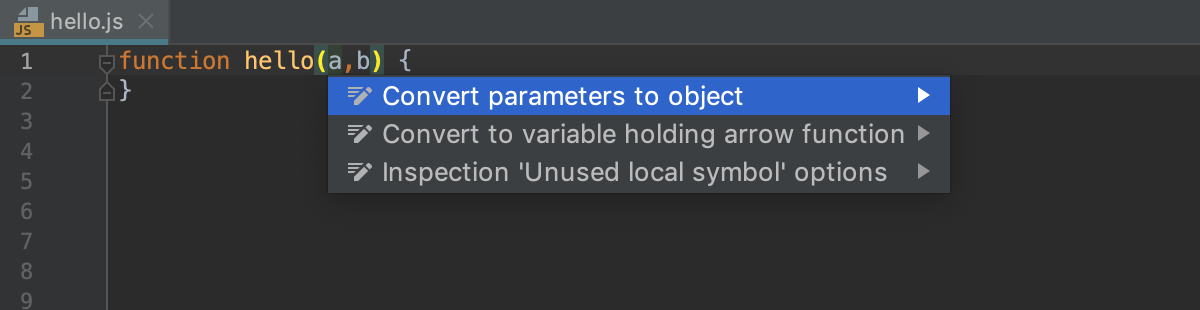 JS hello.js
1 function hello(a,b) {
2 }
3 Convert parameters to object
4 Convert to variable holding arrow function
5 Inspection 'Unused local symbol' options
6
7
8
9